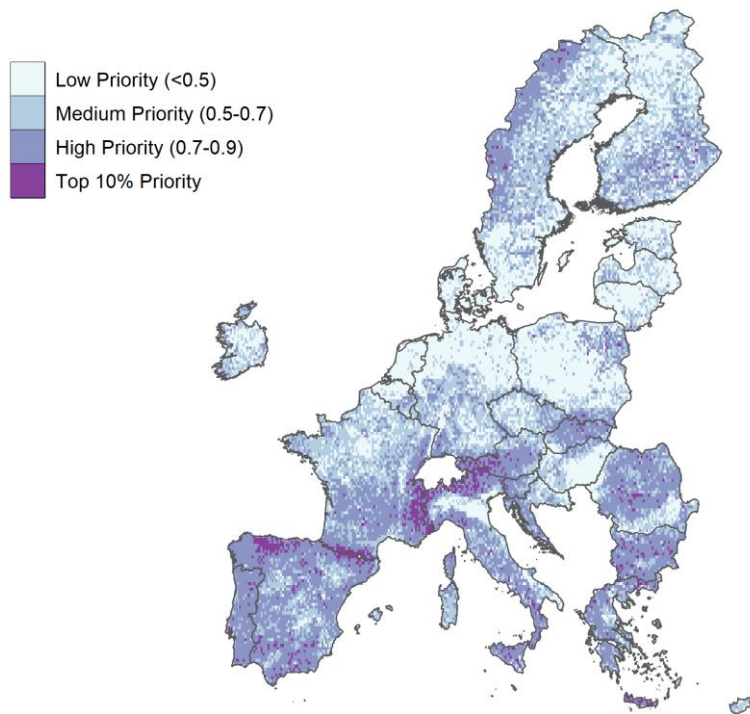 Low Priority (<0.5)
Medium Priority (0.5-0.7)
High Priority (0.7-0.9)
Top 10% Priority